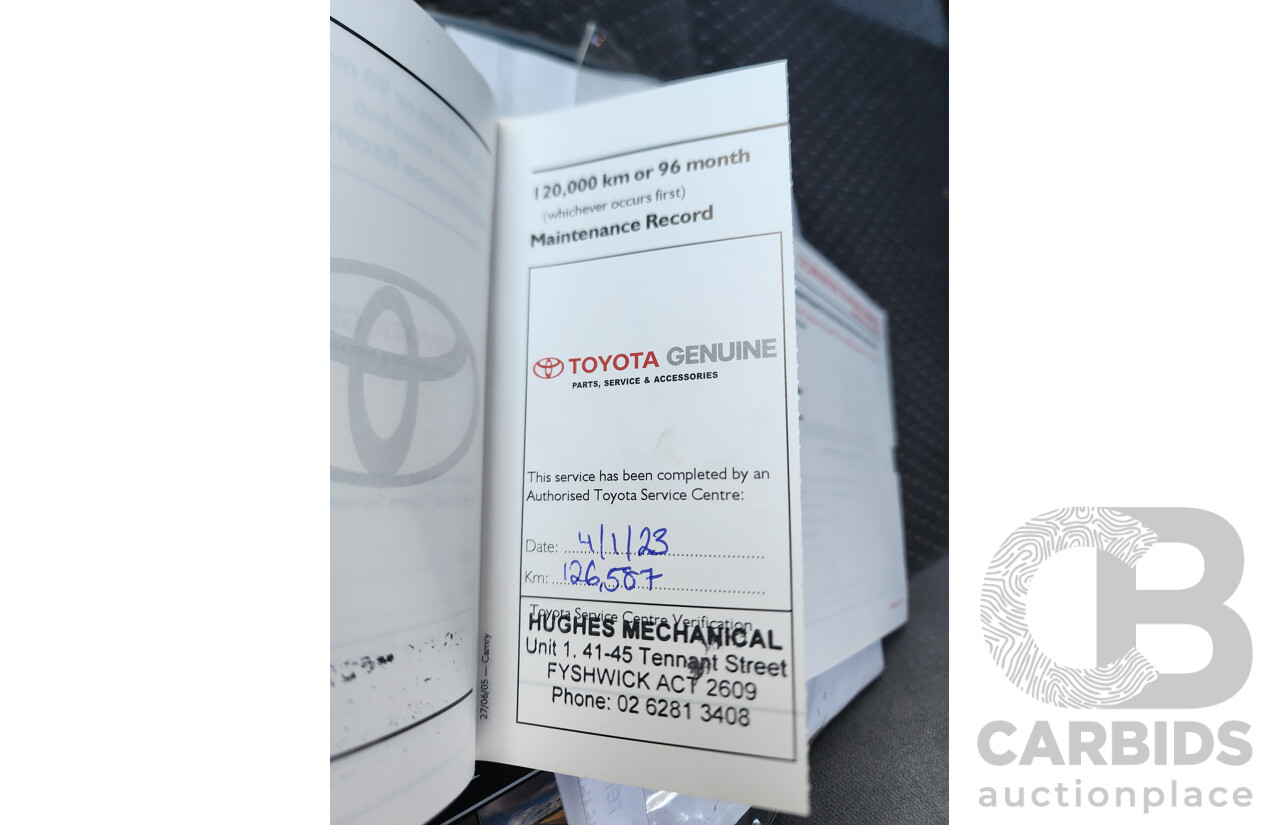 120,000 km or 96 month
(whichever occurs first)
Maintenance Record
TOYOTA GENUINE
PARTS, SERVICE & ACCESSORIES
This service has been completed by an
Authorised Toyota Service Centre:
Date: 4/1/23
Km: 126,587
Toyota Service Centre Verification
HUGHES MECHANICAL
Unit 1, 41-45 Tennant Street
FYSHWICK ACT 2609
Phone: 02 6281 3408
27/06/05 — Camry
CARBIDS
auctionplace